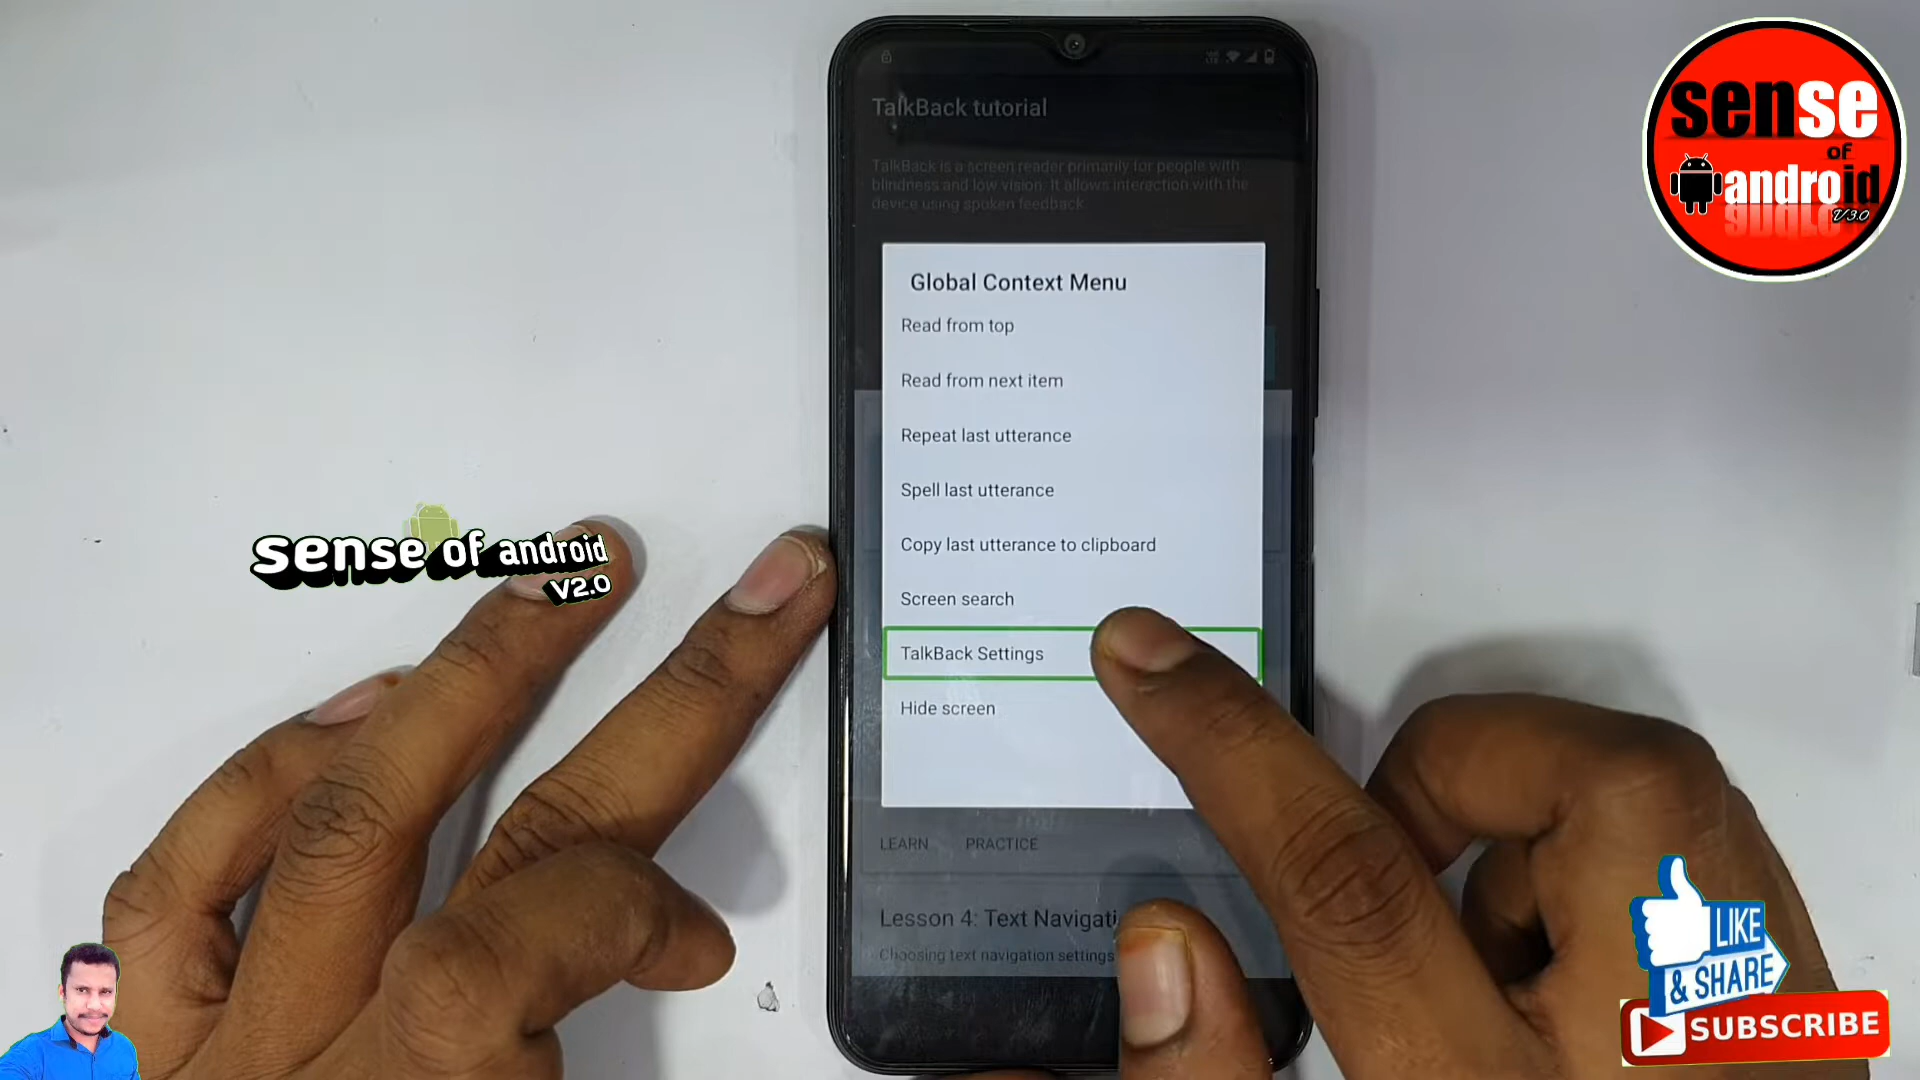 TalkBack tutorial
TalkBack is a screen reader primarily for people with
blindness and low vision. It allows interaction with the
device using spoken feedback.
Global Context Menu
Read from top
Read from next item
Repeat last utterance
Spell last utterance
Copy last utterance to clipboard
Screen search
TalkBack Settings
Hide screen
LEARN PRACTICE
Lesson 4: Text Navigati
Choosing text navigation settings
sense of android
V2.0
sense
of
android
V3.0
LIKE
& SHARE
SUBSCRIBE